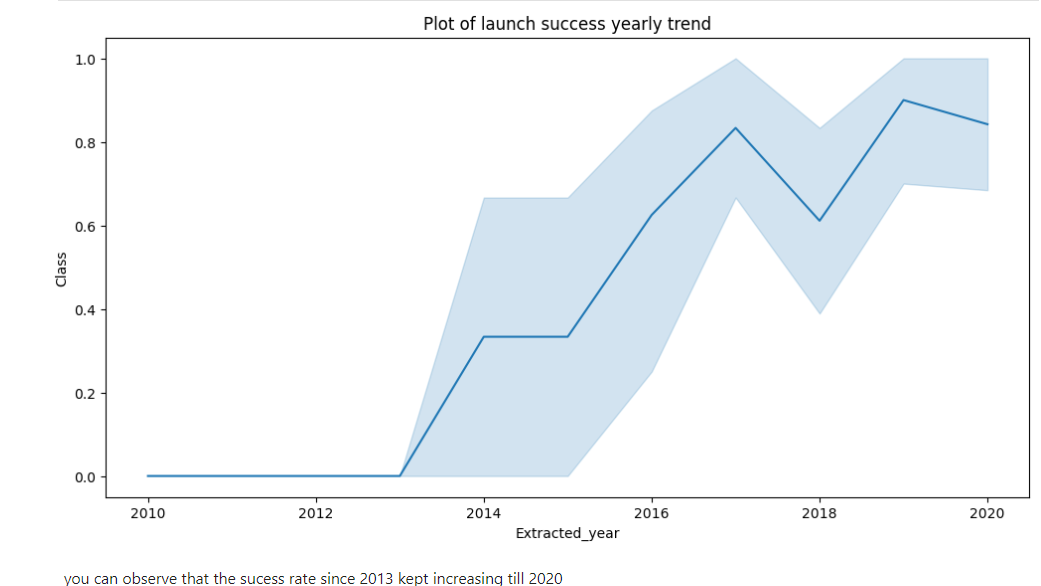 Plot of launch success yearly trend
1.0
0.8
0.6
0.4
0.2
0.0
Class
2010 2012 2014 2016 2018 2020
Extracted_year
you can observe that the sucess rate since 2013 kept increasing till 2020